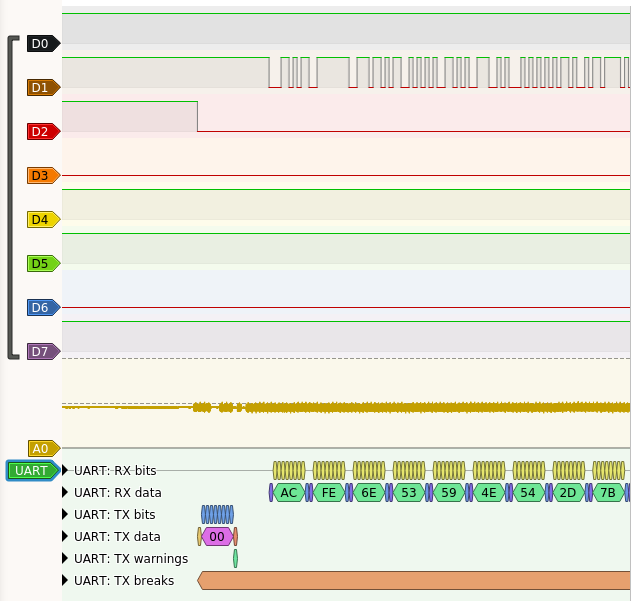 D0
D1
D2
D3
D4
D5
D6
D7
A0
UART UART: RX bits
UART: RX data AC FE 6E 53 59 4E 54 2D 7B
UART: TX bits
UART: TX data 00
UART: TX warnings
UART: TX breaks